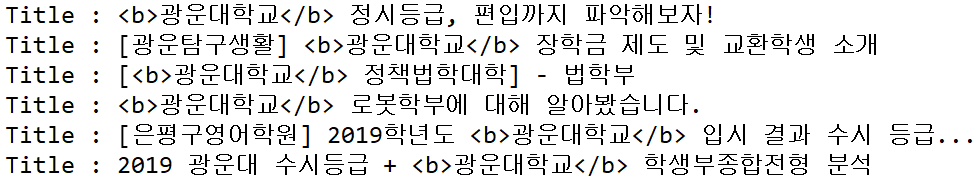 Title : <b>광운대학교</b> 정시등급, 편입까지 파악해보자!
Title : [광운탐구생활] <b>광운대학교</b> 장학금 제도 및 교환학생 소개
Title : [<b>광운대학교</b> 정책법학대학] - 법학부
Title : <b>광운대학교</b> 로봇학부에 대해 알아봤습니다.
Title : [은평구영어학원] 2019학년도 <b>광운대학교</b> 입시 결과 수시 등급...
Title : 2019 광운대 수시등급 + <b>광운대학교</b> 학생부종합전형 분석